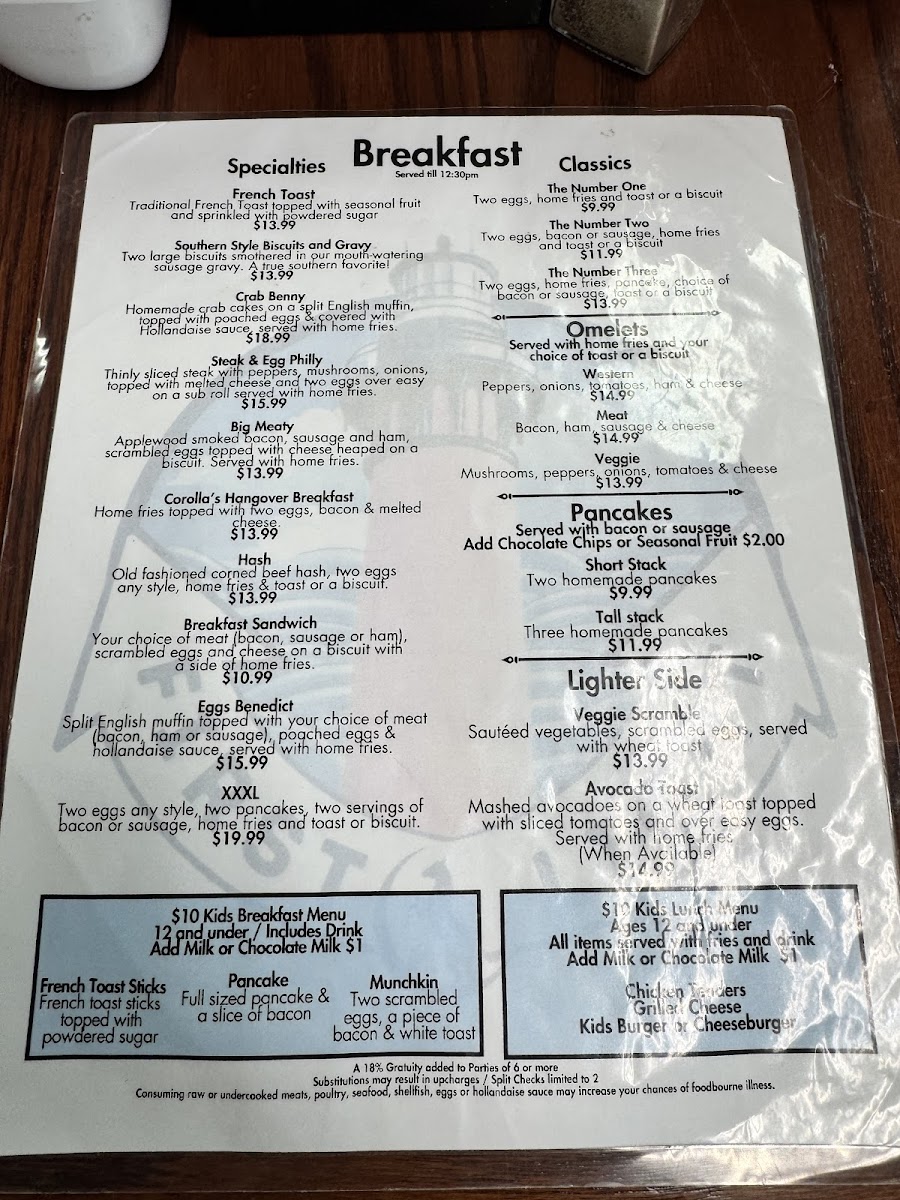 Breakfast
Served till 12:30pm
Specialties
French Toast
Traditional French Toast topped with seasonal fruit
and sprinkled with powdered sugar
$13.99
Southern Style Biscuits and Gravy
Two large biscuits smothered in our mouth-watering
sausage gravy. A true southern favorite!
$13.99
Crab Benny
Homemade crab cakes on a split English muffin,
topped with poached eggs & covered with
Hollandaise sauce, served with home fries.
$18.99
Steak & Egg Philly
Thinly sliced steak with peppers, mushrooms, onions,
topped with melted cheese and two eggs over easy
on a sub roll served with home fries.
$15.99
Big Meaty
Applewood smoked bacon, sausage and ham,
scrambled eggs topped with cheese heaped on a
biscuit. Served with home fries.
$13.99
Corolla's Hangover Breakfast
Home fries topped with two eggs, bacon & melted
cheese.
$13.99
Hash
Old fashioned corned beef hash, two eggs
any style, home fries & toast or a biscuit.
$13.99
Breakfast Sandwich
Your choice of meat (bacon, sausage or ham),
scrambled eggs and cheese on a biscuit with
a side of home fries.
$10.99
Eggs Benedict
Split English muffin topped with your choice of meat
(bacon, ham or sausage), poached eggs &
hollandaise sauce, served with home fries.
$15.99
XXXL
Two eggs any style, two pancakes, two servings of
bacon or sausage, home fries and toast or biscuit.
$19.99
Classics
The Number One
Two eggs, home fries and toast or a biscuit
$9.99
The Number Two
Two eggs, bacon or sausage, home fries
and toast or a biscuit
$11.99
The Number Three
Two eggs, home fries, pancake, choice of
bacon or sausage, toast or a biscuit
$13.99
Omelets
Served with home fries and your
choice of toast or a biscuit
Western
Peppers, onions, tomatoes, ham & cheese
$14.99
Meat
Bacon, ham, sausage & cheese
$14.99
Veggie
Mushrooms, peppers, onions, tomatoes & cheese
$13.99
Pancakes
Served with bacon or sausage
Add Chocolate Chips or Seasonal Fruit $2.00
Short Stack
Two homemade pancakes
$9.99
Tall stack
Three homemade pancakes
$11.99
Lighter Side
Veggie Scramble
Sautéed vegetables, scrambled eggs, served
with wheat toast
$13.99
Avocado Toast
Mashed avocadoes on a wheat toast topped
with sliced tomatoes and over easy eggs.
Served with home fries
(When Available)
$14.99
$10 Kids Breakfast Menu
12 and under / Includes Drink
Add Milk or Chocolate Milk $1
French Toast Sticks
French toast sticks
topped with
powdered sugar
Pancake
Full sized pancake &
a slice of bacon
Munchkin
Two scrambled
eggs, a piece of
bacon & white toast
$10 Kids Lunch Menu
Ages 12 and under
All items served with fries and drink
Add Milk or Chocolate Milk $1
Chicken Tenders
Grilled Cheese
Kids Burger or Cheeseburger
A 18% Gratuity added to Parties of 6 or more
Substitutions may result in upcharges / Split Checks limited to 2
Consuming raw or undercooked meats, poultry, seafood, shellfish, eggs or hollandaise sauce may increase your chances of foodbourne illness.